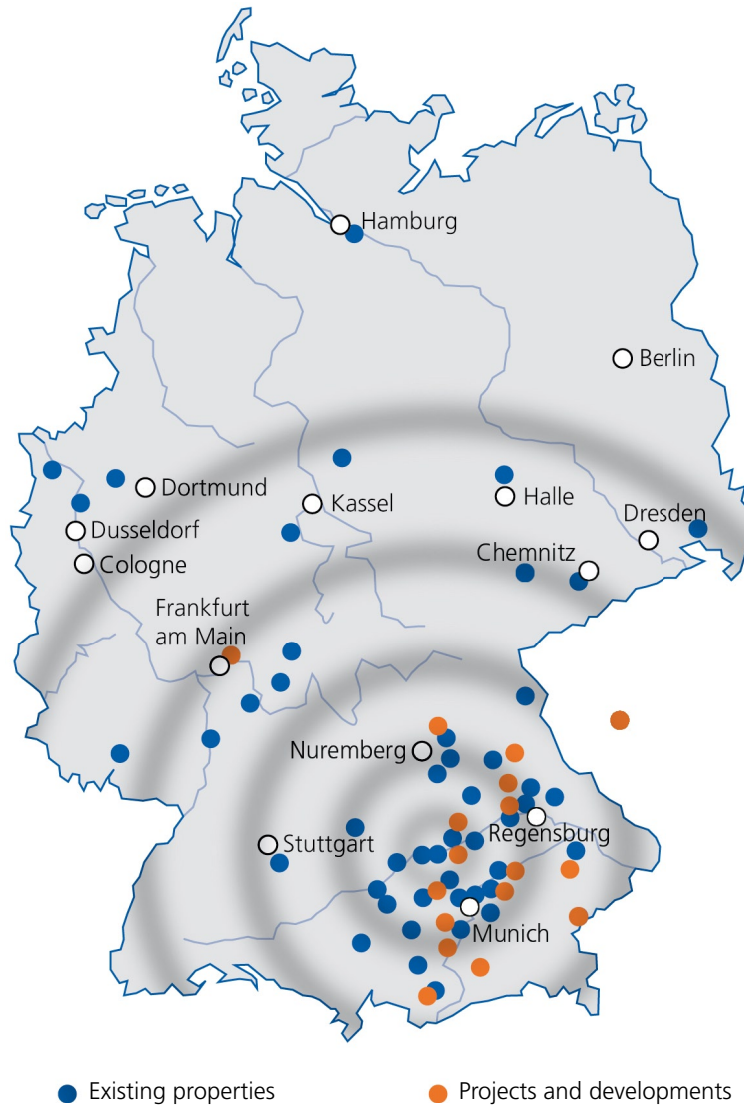 Hamburg
Berlin
Dortmund
Kassel
Halle
Dusseldorf
Dresden
Cologne
Chemnitz
Frankfurt
am Main
Nuremberg
Regensburg
Stuttgart
Munich
Existing properties
Projects and developments